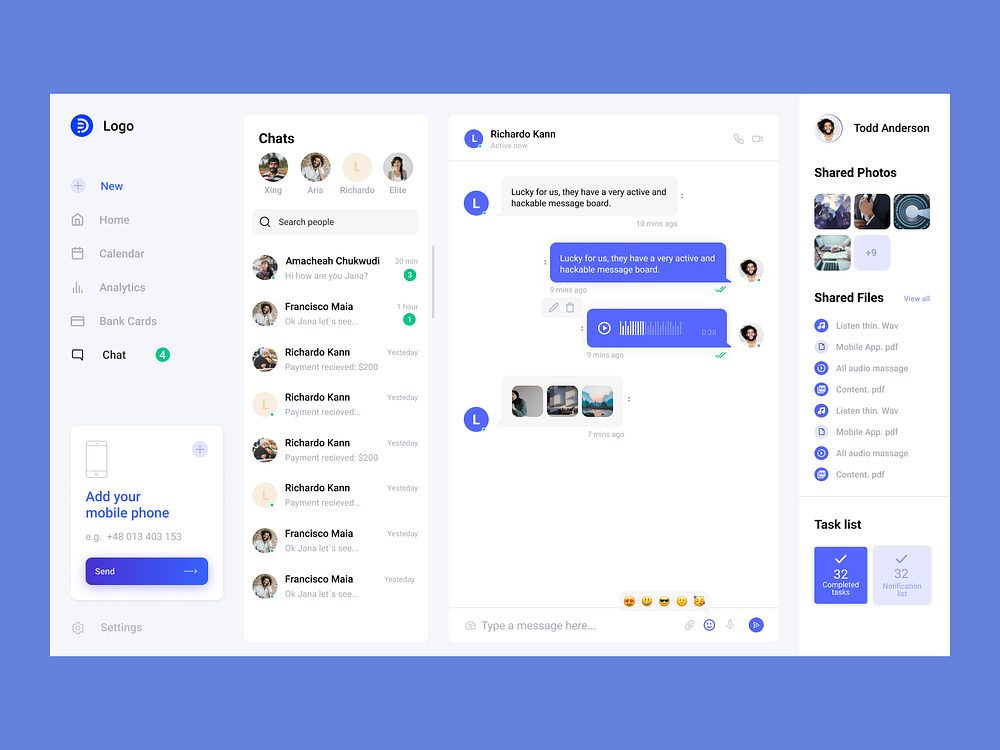 Logo
New
Home
Calendar
Analytics
Bank Cards
Chat
4
Add your
mobile phone
e.g. +48 013 403 153
Send
Settings
Chats
Xing
Aris
L
Richardo
Elite
Search people
Amacheah Chukwudi
30 min
Hi how are you Jana?
3
Francisco Maia
1 hour
Ok Jana let`s see...
1
Richardo Kann
Yesteday
Payment recieved: $200
L
Richardo Kann
Yesteday
Payment recieved...
Richardo Kann
Yesteday
Payment recieved: $200
L
Richardo Kann
Yesteday
Payment recieved...
Francisco Maia
Yesteday
Ok Jana let`s see...
Francisco Maia
Yesteday
Ok Jana let`s see...
L
Richardo Kann
Active now
L
Lucky for us, they have a very active and
hackable message board.
10 mins ago
Lucky for us, they have a very active and
hackable message board.
9 mins ago
0:38
9 mins ago
L
7 mins ago
Type a message here...
Todd Anderson
Shared Photos
+9
Shared Files
View all
Listen thin. Wav
Mobile App. pdf
All audio massage
Content. pdf
Listen thin. Wav
Mobile App. pdf
All audio massage
Content. pdf
Task list
32
Completed
tasks
32
Notification
list